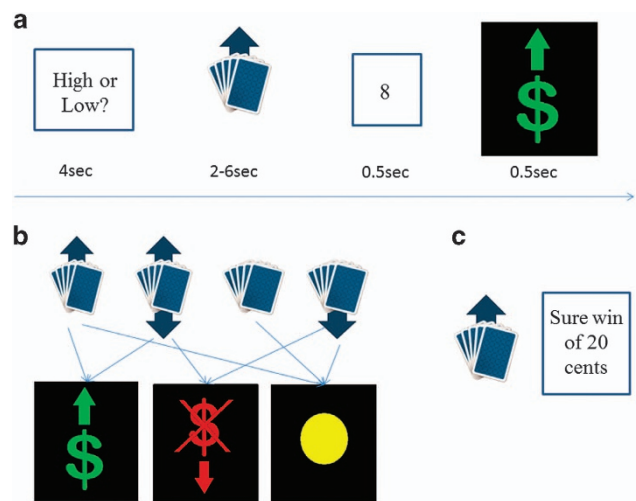 a
High or
Low?
8
$
4sec
2-6sec
0.5sec
0.5sec
b
c
Sure win
of 20
cents
$
$